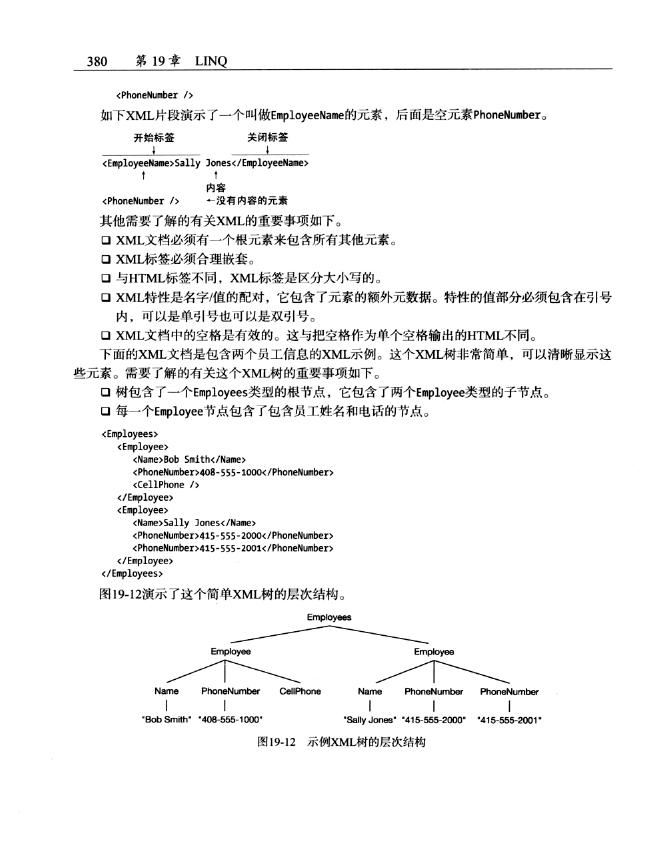 380 第19章 LINQ
<PhoneNumber />
如下XML片段演示了一个叫做EmployeeName的元素，后面是空元素PhoneNumber。
开始标签 关闭标签
↓ ↓
<EmployeeName>Sally Jones</EmployeeName>
↑ ↑
内容
<PhoneNumber /> ←没有内容的元素
其他需要了解的有关XML的重要事项如下。
❑ XML文档必须有一个根元素来包含所有其他元素。
❑ XML标签必须合理嵌套。
❑ 与HTML标签不同，XML标签是区分大小写的。
❑ XML特性是名字/值的配对，它包含了元素的额外元数据。特性的值部分必须包含在引号
内，可以是单引号也可以是双引号。
❑ XML文档中的空格是有效的。这与把空格作为单个空格输出的HTML不同。
下面的XML文档是包含两个员工信息的XML示例。这个XML树非常简单，可以清晰显示这
些元素。需要了解的有关这个XML树的重要事项如下。
❑ 树包含了一个Employees类型的根节点，它包含了两个Employee类型的子节点。
❑ 每一个Employee节点包含了包含员工姓名和电话的节点。
<Employees>
<Employee>
<Name>Bob Smith</Name>
<PhoneNumber>408-555-1000</PhoneNumber>
<CellPhone />
</Employee>
<Employee>
<Name>Sally Jones</Name>
<PhoneNumber>415-555-2000</PhoneNumber>
<PhoneNumber>415-555-2001</PhoneNumber>
</Employee>
</Employees>
图19-12演示了这个简单XML树的层次结构。
Employees
Employee Employee
Name PhoneNumber CellPhone Name PhoneNumber PhoneNumber
"Bob Smith" "408-555-1000" "Sally Jones" "415-555-2000" "415-555-2001"
图19-12 示例XML树的层次结构